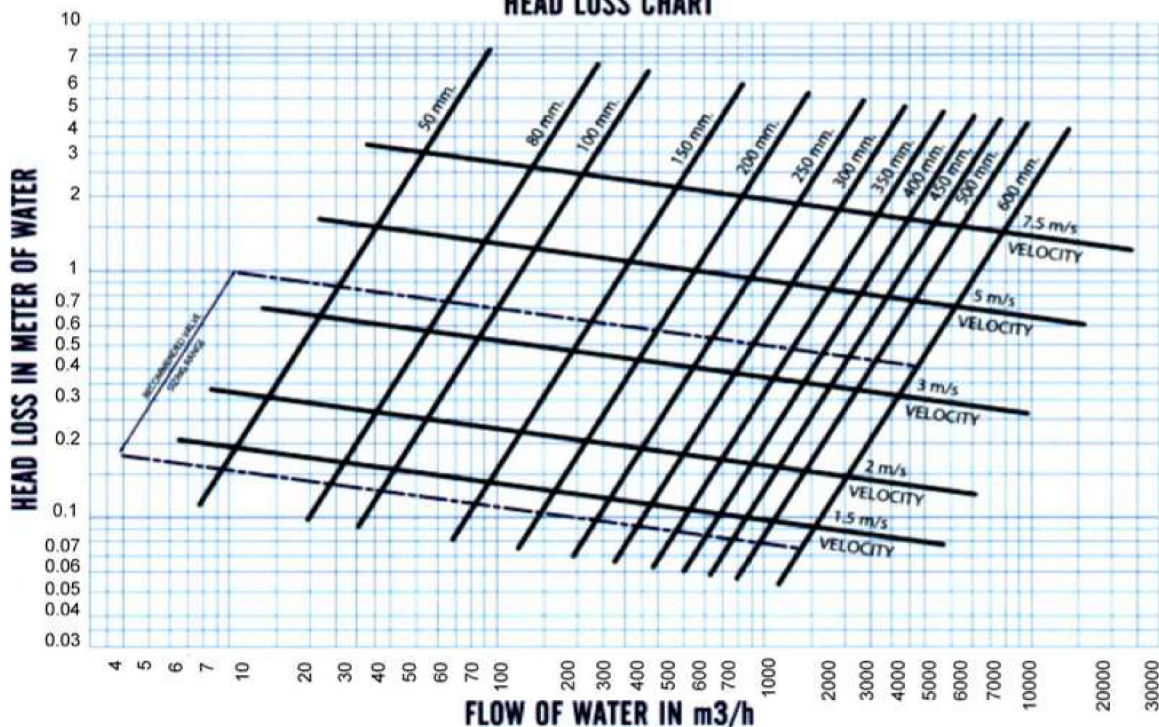 HEAD LOSS CHART
10
7
6
5
4
3
2
1
0.7
0.6
0.5
0.4
0.3
0.2
0.1
0.07
0.06
0.05
0.04
0.03
HEAD LOSS IN METER OF WATER
50 mm.
80 mm.
100 mm.
150 mm.
200 mm.
250 mm.
300 mm.
350 mm.
400 mm.
450 mm.
500 mm.
600 mm.
7.5 m/s
VELOCITY
5 m/s
VELOCITY
3 m/s
VELOCITY
2 m/s
VELOCITY
1.5 m/s
VELOCITY
RECOMMENDED VALVE
SIZING RANGE
4 5 6 7 10 20 30 40 50 70 100 200 300 400 500 600 700 1000 2000 3000 4000 5000 6000 10000 20000 30000
FLOW OF WATER IN m3/h